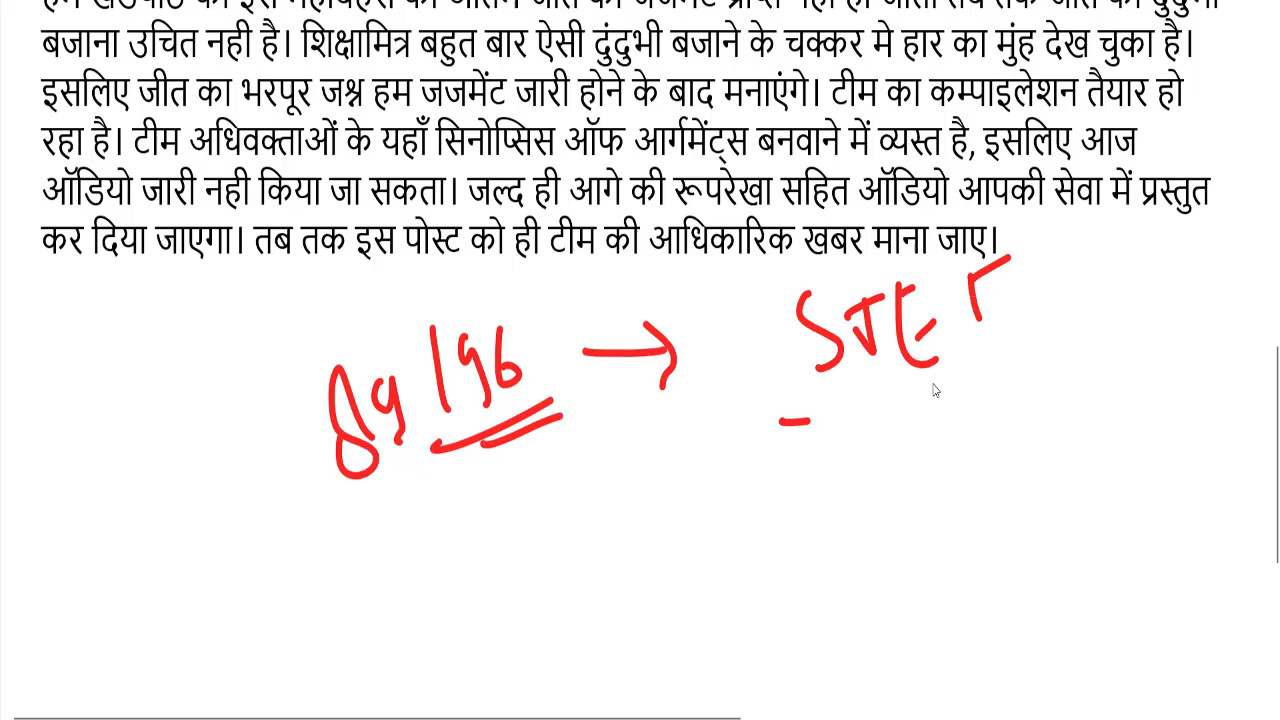 बजाना उचित नही है। शिक्षामित्र बहुत बार ऐसी दुंदुभी बजाने के चक्कर मे हार का मुंह देख चुका है।
इसलिए जीत का भरपूर जश्न हम जजमेंट जारी होने के बाद मनाएंगे। टीम का कम्पाइलेशन तैयार हो
रहा है। टीम अधिवक्ताओं के यहाँ सिनोप्सिस ऑफ आर्गमेंट्स बनवाने में व्यस्त है, इसलिए आज
ऑडियो जारी नही किया जा सकता। जल्द ही आगे की रूपरेखा सहित ऑडियो आपकी सेवा में प्रस्तुत
कर दिया जाएगा। तब तक इस पोस्ट को ही टीम की आधिकारिक खबर माना जाए।